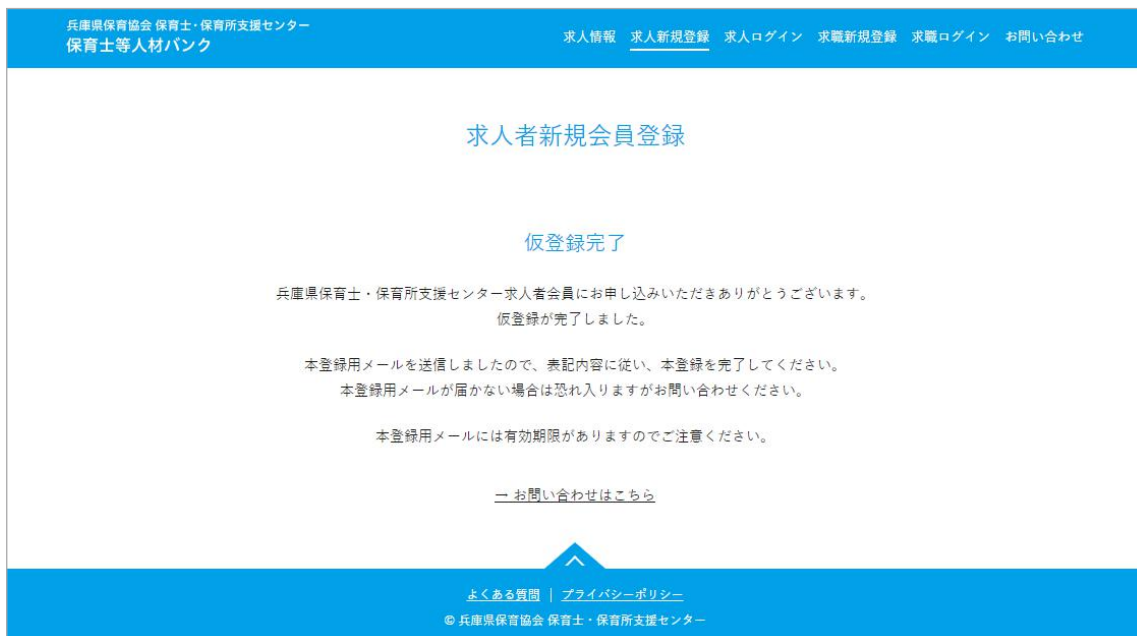 兵庫県保育協会 保育士・保育所支援センター
保育士等人材バンク
求人情報 求人新規登録 求人ログイン 求職新規登録 求職ログイン お問い合わせ
求人者新規会員登録
仮登録完了
兵庫県保育士・保育所支援センター求人者会員にお申し込みいただきありがとうございます。
仮登録が完了しました。
本登録用メールを送信しましたので、表記内容に従い、本登録を完了してください。
本登録用メールが届かない場合は恐れ入りますがお問い合わせください。
本登録用メールには有効期限がありますのでご注意ください。
→ お問い合わせはこちら
よくある質問 | プライバシーポリシー
© 兵庫県保育協会 保育士・保育所支援センター